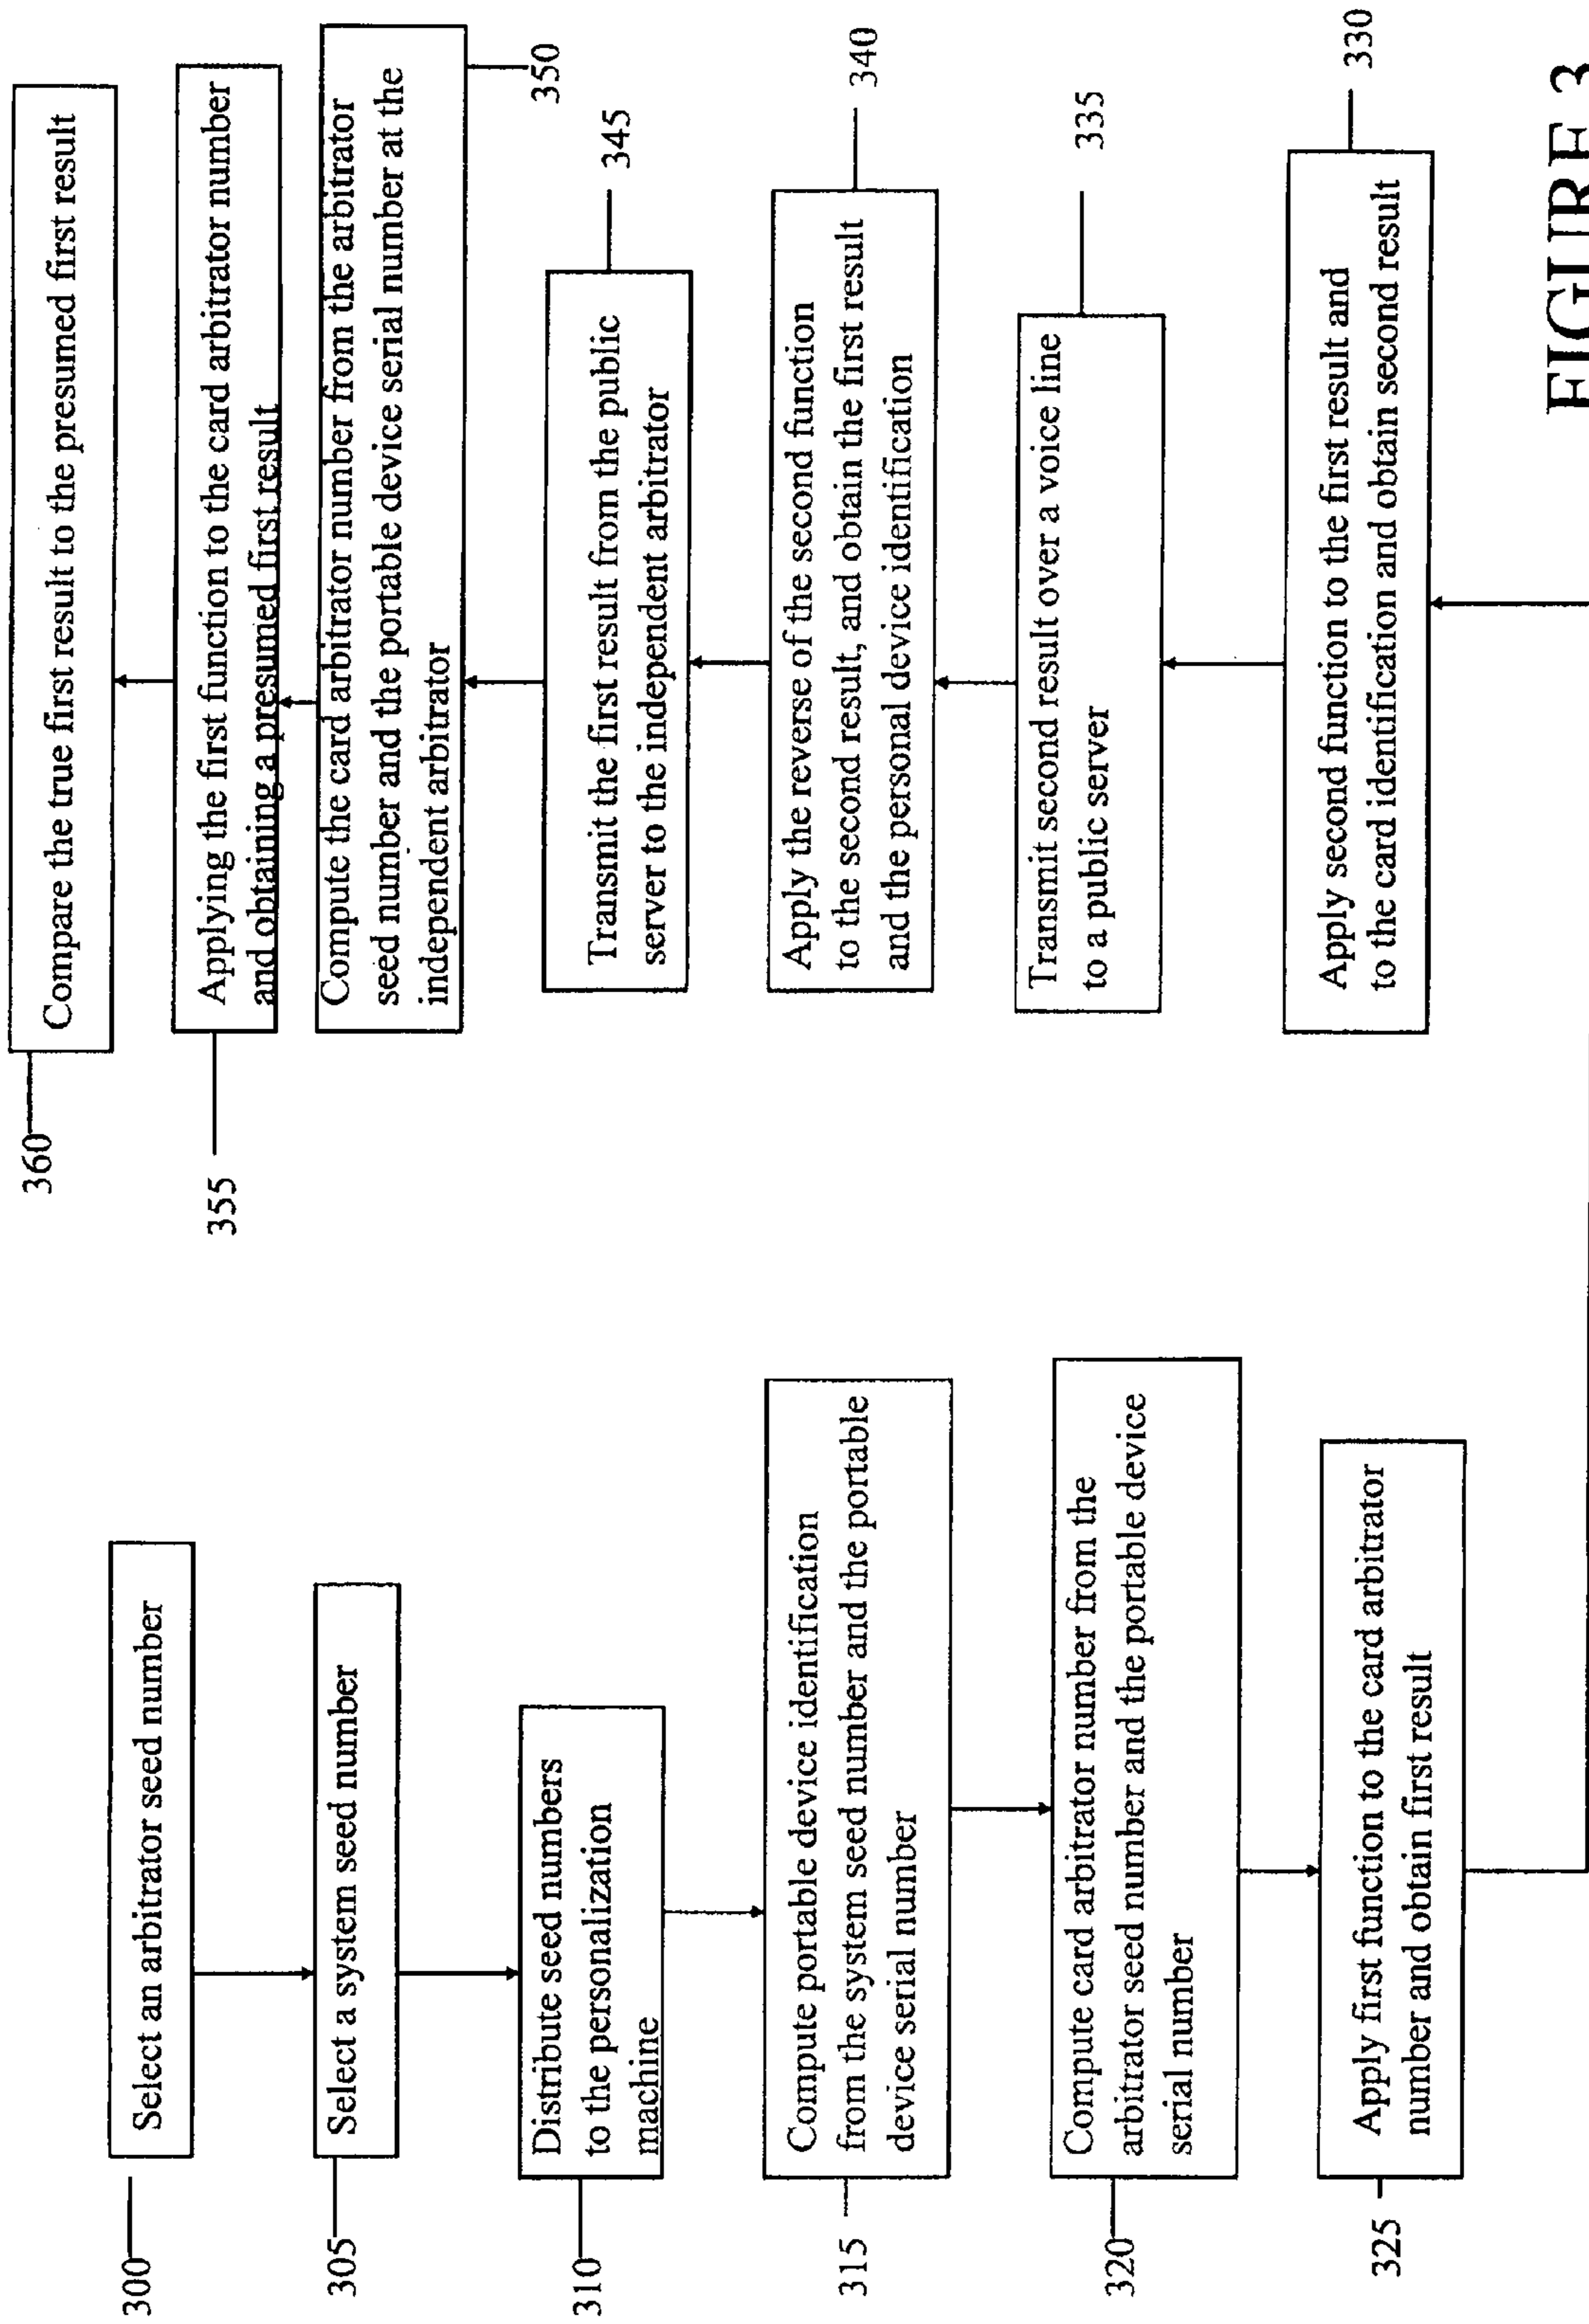 300
Select an arbitrator seed number
305
Select a system seed number
310
Distribute seed numbers
to the personalization
machine
315
Compute portable device identification
from the system seed number and the portable
device serial number
320
Compute card arbitrator number from the
arbitrator seed number and the portable device
serial number
325
Apply first function to the card arbitrator
number and obtain first result
330
Apply second function to the first result and
to the card identification and obtain second result
335
Transmit second result over a voice line
to a public server
340
Apply the reverse of the second function
to the second result, and obtain the first result
and the personal device identification
345
Transmit the first result from the public
server to the independent arbitrator
350
Compute the card arbitrator number from the arbitrator
seed number and the portable device serial number at the
independent arbitrator
355
Applying the first function to the card arbitrator number
and obtaining a presumed first result
360
Compare the true first result to the presumed first result
FIGURE 3